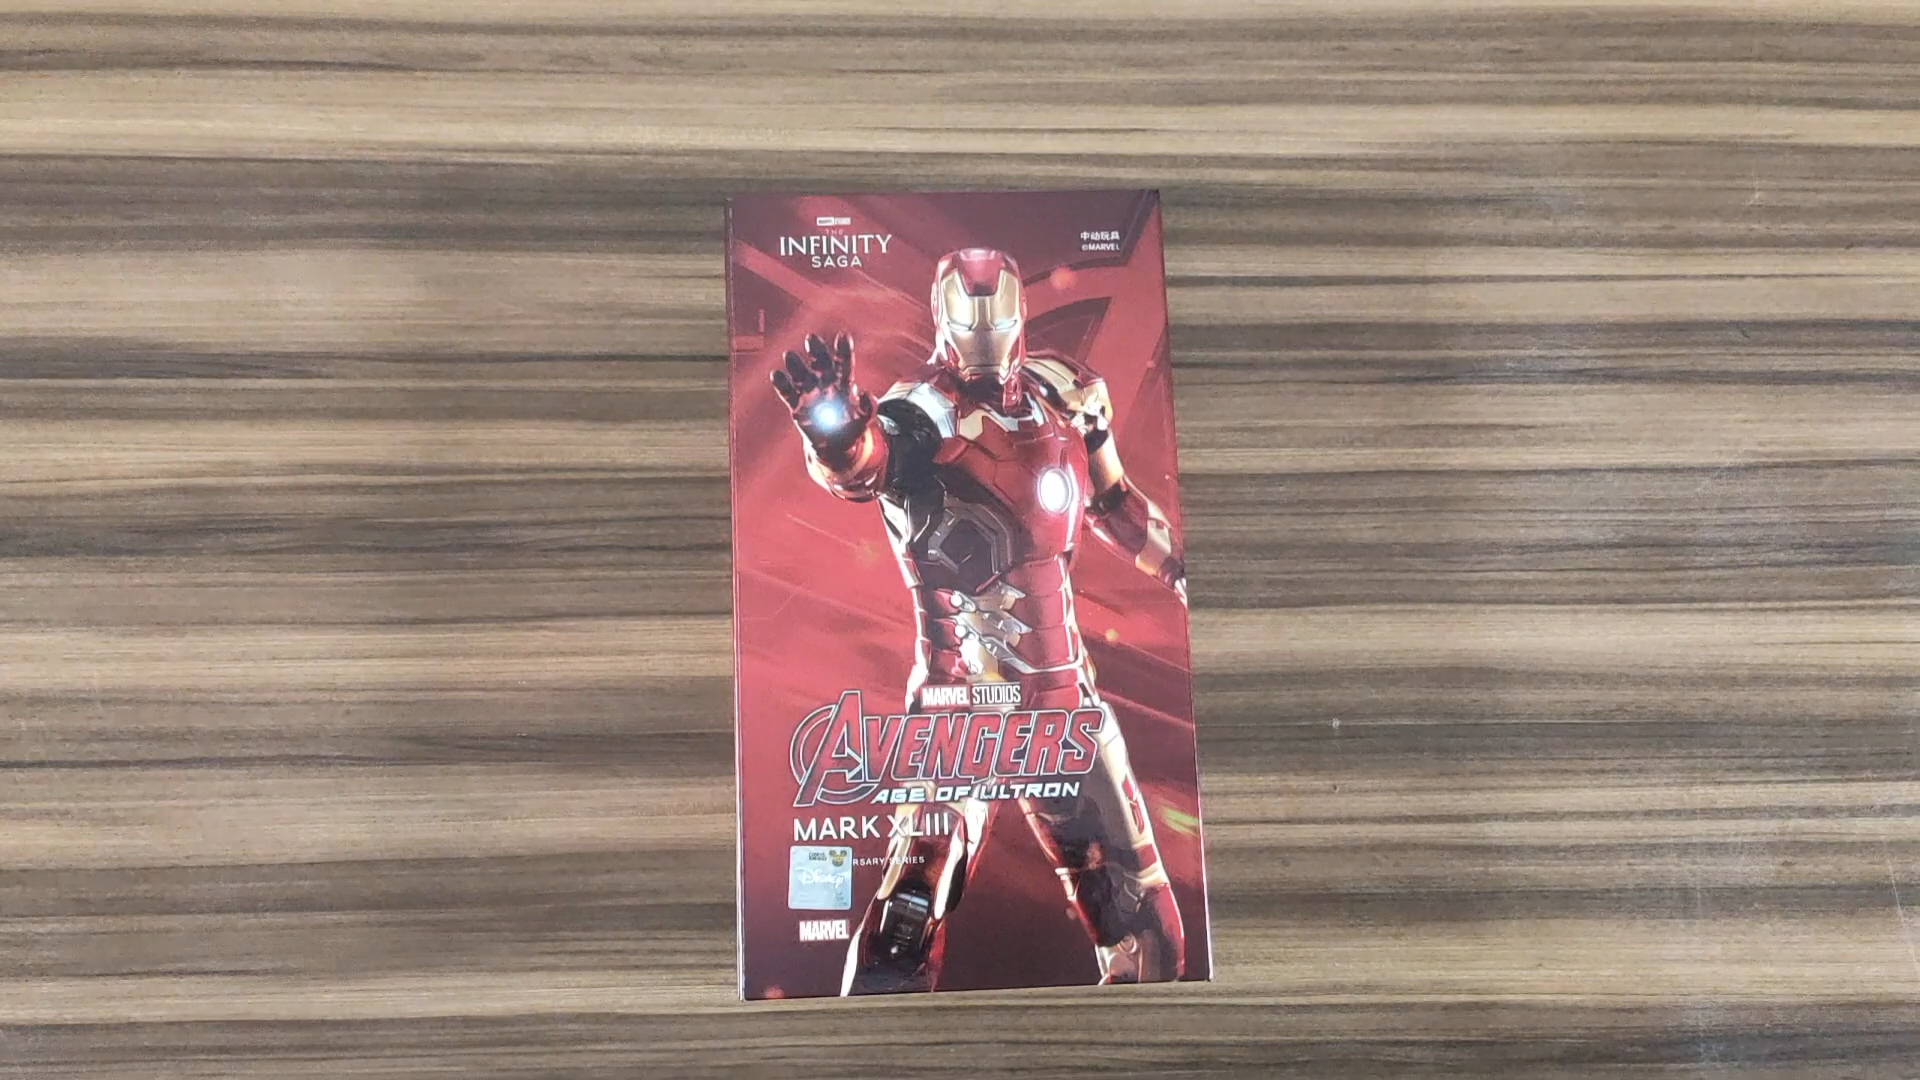 THE
INFINITY
SAGA
中动玩具
©MARVEL
MARVEL STUDIOS
AVENGERS
AGE OF ULTRON
MARK XLIII
RSARY SERIES
Disney
MARVEL